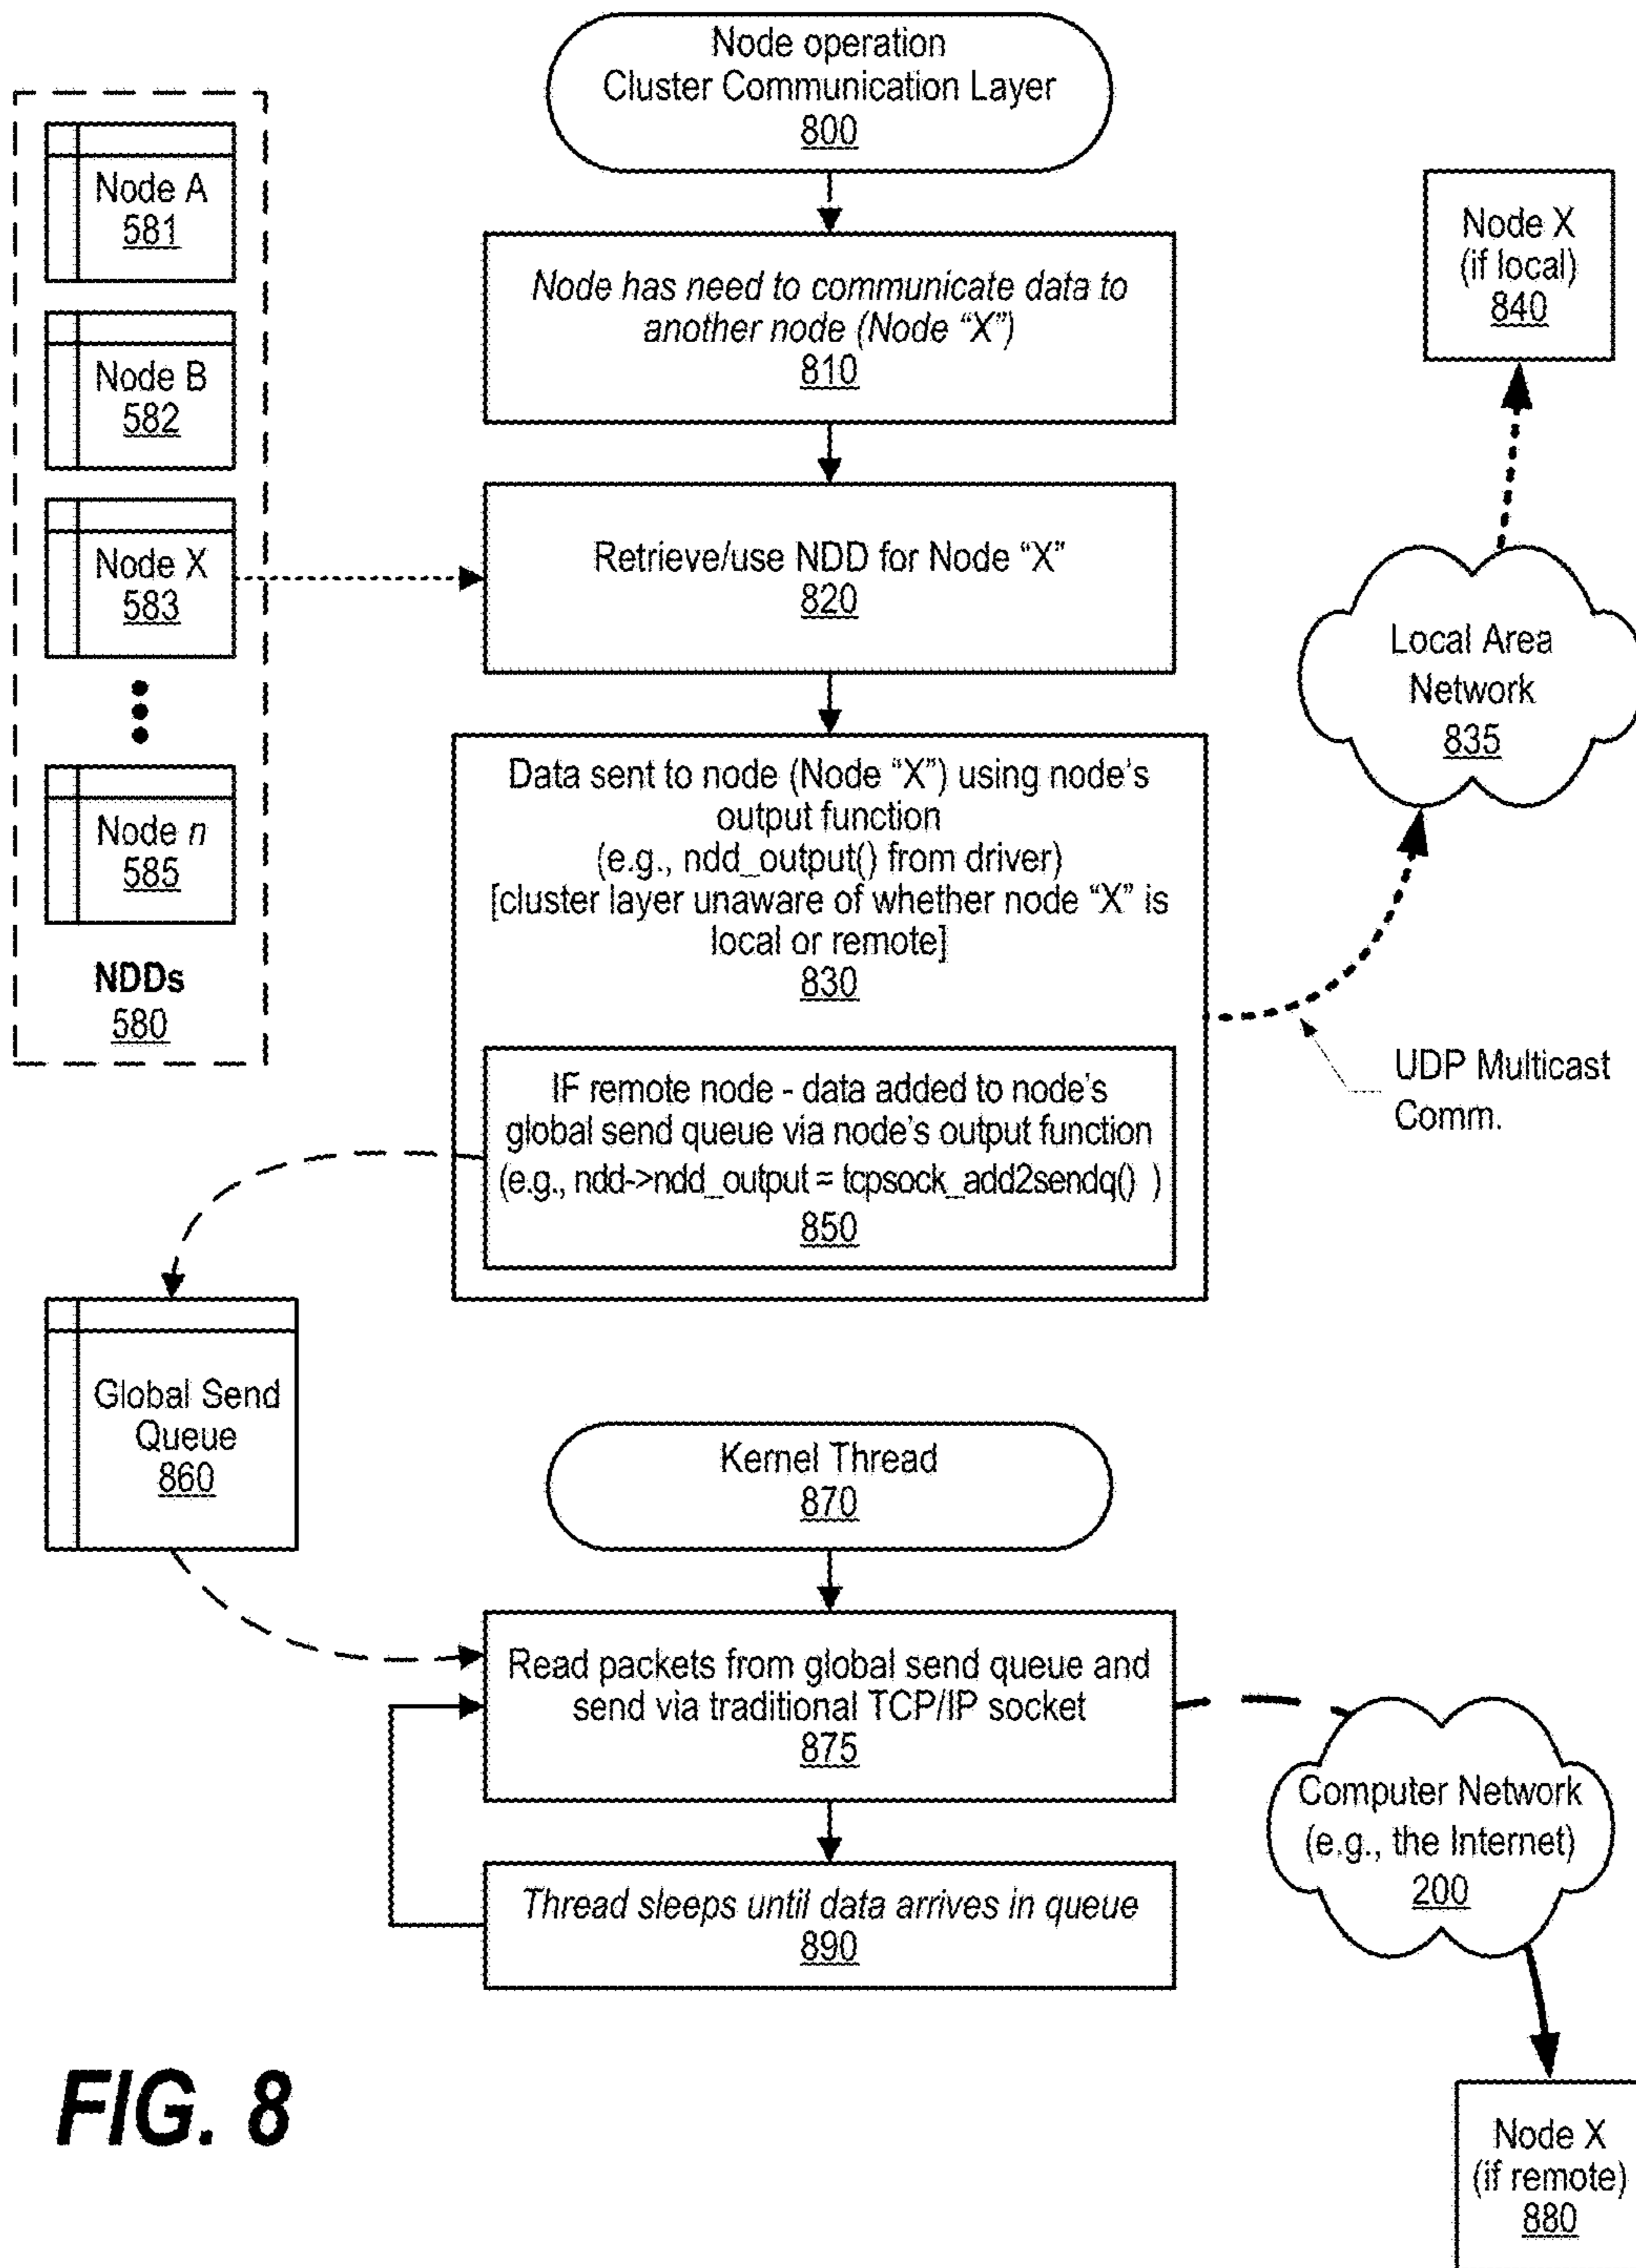 Node operation
Cluster Communication Layer
800
Node A
581
Node B
582
Node X
583
Node n
585
NDDs
580
Node has need to communicate data to
another node (Node “X”)
810
Retrieve/use NDD for Node “X”
820
Data sent to node (Node “X”) using node’s
output function
(e.g., ndd_output() from driver)
[cluster layer unaware of whether node “X” is
local or remote]
830
IF remote node - data added to node’s
global send queue via node’s output function
(e.g., ndd->ndd_output = tcpsock_add2sendq() )
850
Node X
(if local)
840
Local Area
Network
835
UDP Multicast
Comm.
Global Send
Queue
860
Kernel Thread
870
Read packets from global send queue and
send via traditional TCP/IP socket
875
Thread sleeps until data arrives in queue
890
Computer Network
(e.g., the Internet)
200
Node X
(if remote)
880
FIG. 8